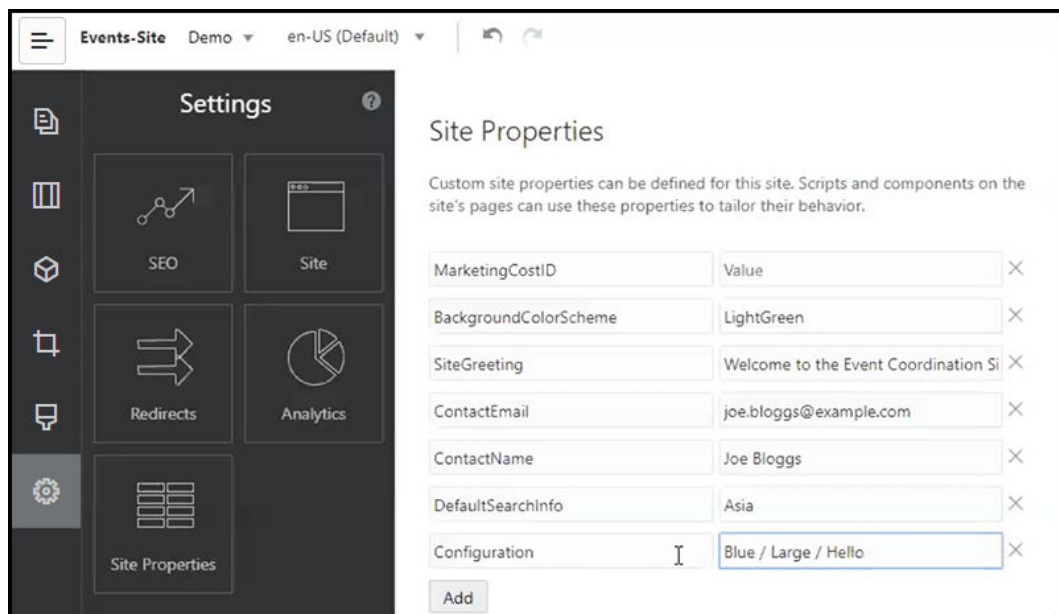 Events-Site Demo en-US (Default)
Settings
SEO
Site
Redirects
Analytics
Site Properties
Site Properties
Custom site properties can be defined for this site. Scripts and components on the
site's pages can use these properties to tailor their behavior.
MarketingCostID Value
BackgroundColorScheme LightGreen
SiteGreeting Welcome to the Event Coordination Si
ContactEmail joe.bloggs@example.com
ContactName Joe Bloggs
DefaultSearchInfo Asia
Configuration Blue / Large / Hello
Add